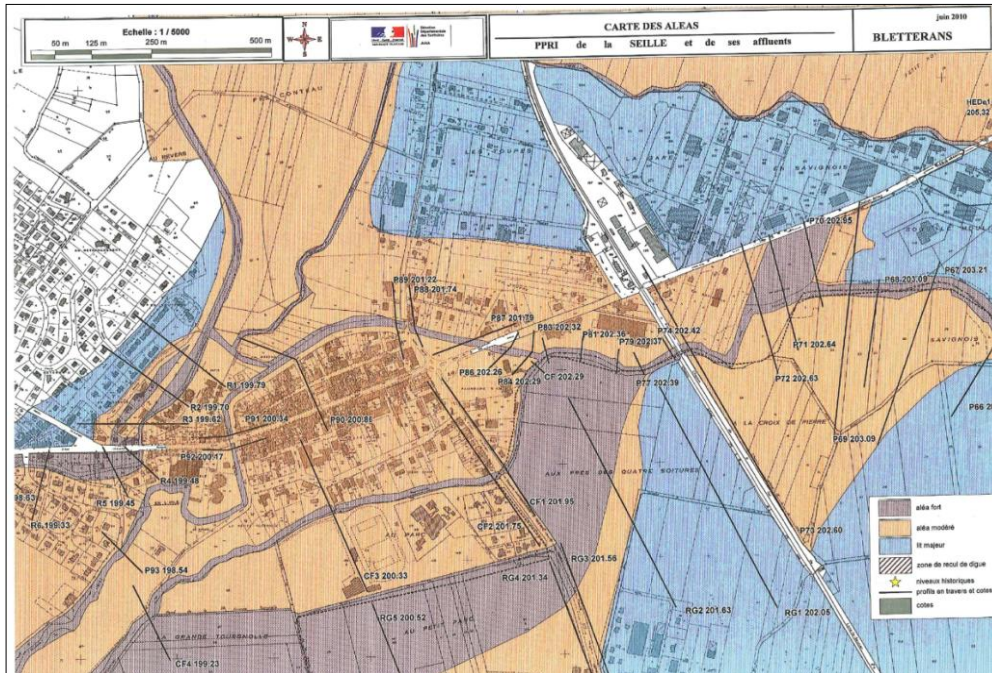 Echelle : 1 / 5000
50 m 125 m 250 m 500 m
N
CARTE DES ALEAS
PPRI de la SEILLE et de ses affluents
juin 2010
BLETTERANS
205.32
LES TOUPES
LA GARE
EN SAVIGNOIS
P70 202.95
P67 203.21
P68 203.09
P89 201.22
P88 201.74
P87 201.79
P83 202.32
P81 202.36
P74 202.42
P79 202.37
SAVIGNOIS
P71 202.64
P86 202.26
P84 202.29
CF 202.29
P77 202.39
P72 202.63
P66
R1 199.79
R2 199.70
R3 199.62
P91 200.34
P90 200.86
LA CROIX DE PIERRE
P69 203.09
P92 200.17
R4 199.48
R5 199.45
R6 199.33
AUX PRES DES QUATRE SOITURES
CF1 201.95
CF2 201.75
AU PARC
P73 202.60
P93 198.54
CF3 200.33
RG3 201.56
RG4 201.34
RG5 200.52
AU PETIT PARC
RG2 201.63
RG1 202.05
CF4 199.23
aléa fort
aléa modéré
lit majeur
zone de recul de digue
niveaux historiques
profils en travers et cotes
cotes